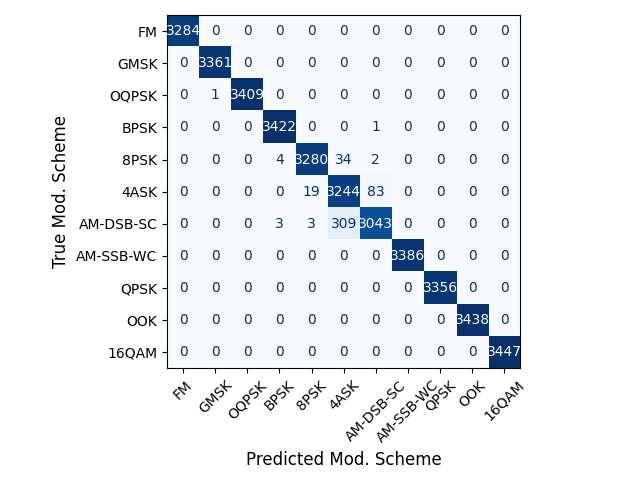 FM 3284 0 0 0 0 0 0 0 0 0 0
GMSK 0 3361 0 0 0 0 0 0 0 0 0
OQPSK 0 1 3409 0 0 0 0 0 0 0 0
BPSK 0 0 0 3422 0 0 1 0 0 0 0
8PSK 0 0 0 4 3280 34 2 0 0 0 0
4ASK 0 0 0 0 19 3244 83 0 0 0 0
AM-DSB-SC 0 0 0 3 3 309 3043 0 0 0 0
AM-SSB-WC 0 0 0 0 0 0 0 3386 0 0 0
QPSK 0 0 0 0 0 0 0 0 3356 0 0
OOK 0 0 0 0 0 0 0 0 0 3438 0
16QAM 0 0 0 0 0 0 0 0 0 0 3447
True Mod. Scheme
FM GMSK OQPSK BPSK 8PSK 4ASK AM-DSB-SC AM-SSB-WC QPSK OOK 16QAM
Predicted Mod. Scheme